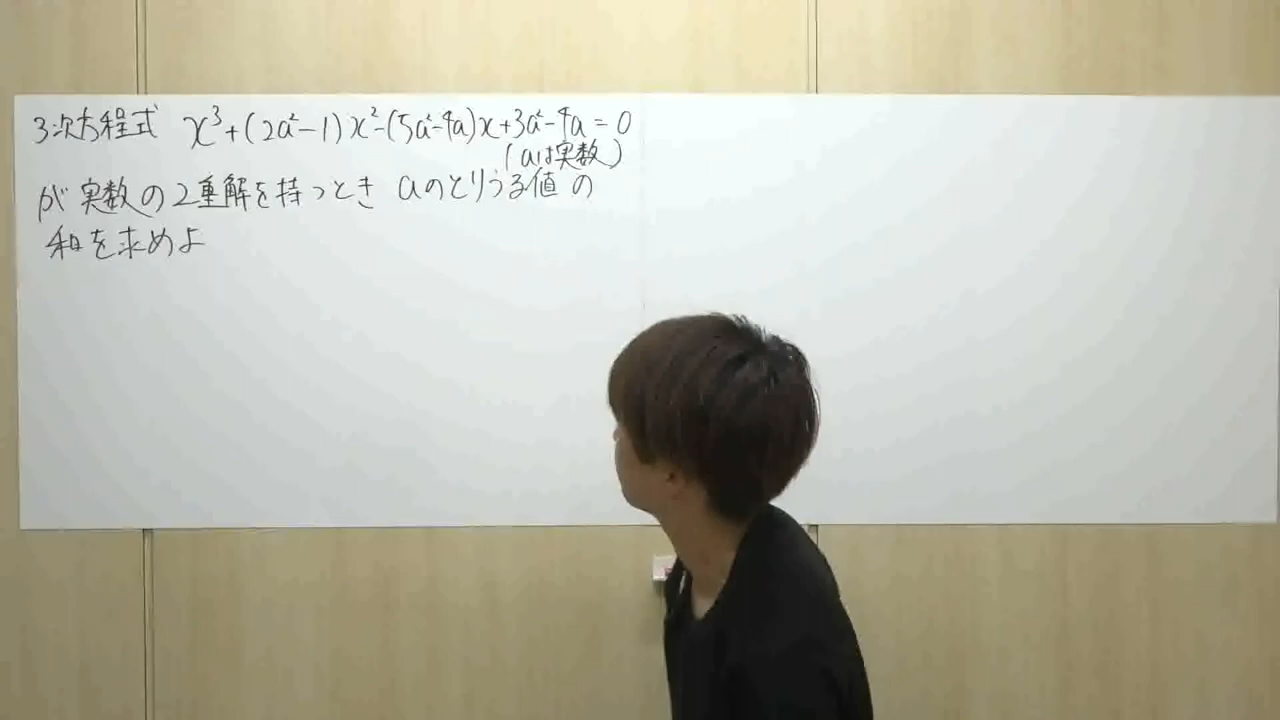 3次方程式 x³+(2a²-1)x²-(5a²-4a)x+3a²-4a=0
(aは実数)
が実数の2重解を持つとき aのとりうる値の
和を求めよ